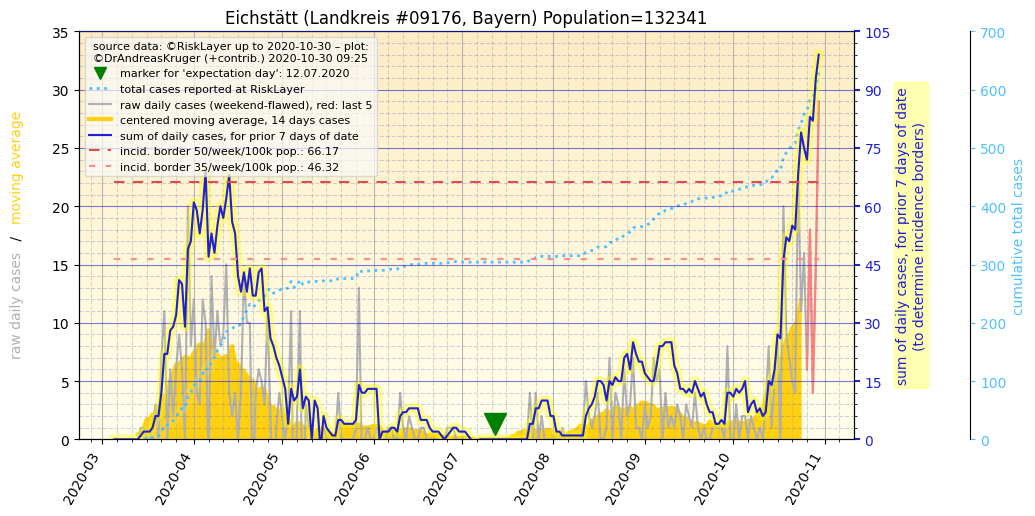 Eichstätt (Landkreis #09176, Bayern) Population=132341
source data: ©RiskLayer up to 2020-10-30 – plot:
©DrAndreasKruger (+contrib.) 2020-10-30 09:25
marker for 'expectation day': 12.07.2020
total cases reported at RiskLayer
raw daily cases (weekend-flawed), red: last 5
centered moving average, 14 days cases
sum of daily cases, for prior 7 days of date
incid. border 50/week/100k pop.: 66.17
incid. border 35/week/100k pop.: 46.32
raw daily cases / moving average
35
30
25
20
15
10
5
0
2020-03
2020-04
2020-05
2020-06
2020-07
2020-08
2020-09
2020-10
2020-11
105
90
75
60
45
30
15
0
sum of daily cases, for prior 7 days of date
(to determine incidence borders)
700
600
500
400
300
200
100
0
cumulative total cases